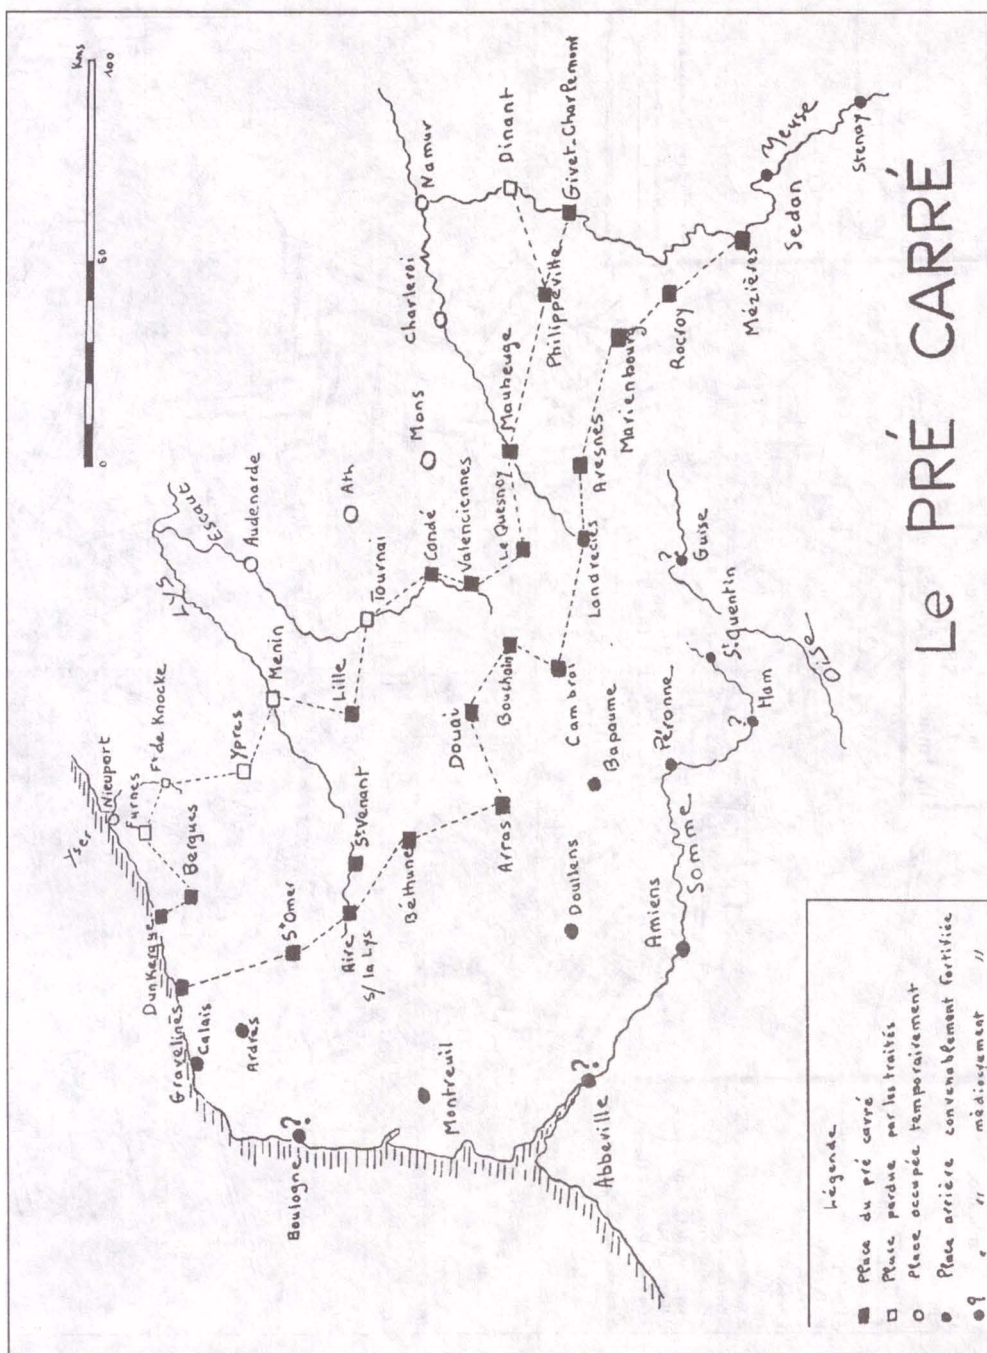 Kms
0
50
100
Yser
Nieuport
Furnes
Ft de Knocke
Dunkerque
Bergues
Ypres
Lys
Escaut
Audenarde
Menin
Gravelines
Calais
Ardres
St Omer
Boulogne
?
Aire
s/ la Lys
St Venant
Lille
Tournai
Ath
Mons
Charleroi
Namur
Condé
Valenciennes
Le Quesnoy
Maubeuge
Dinant
Philippéville
Givet-Charlemont
Montreuil
Béthune
Arras
Douai
Bouchain
Cambrai
Landrecies
Avesnes
Marienbourg
Rocroy
Mézières
Sedan
Meuse
Stenay
Abbeville
?
Doullens
Bapaume
Amiens
Somme
Péronne
Ham
?
St Quentin
Guise
?
Oise
Le PRÉ CARRÉ
Légende
Place du pré carré
Place perdue par les traités
Place occupée temporairement
Place arrière convenablement fortifiée
? " " médiocrement "